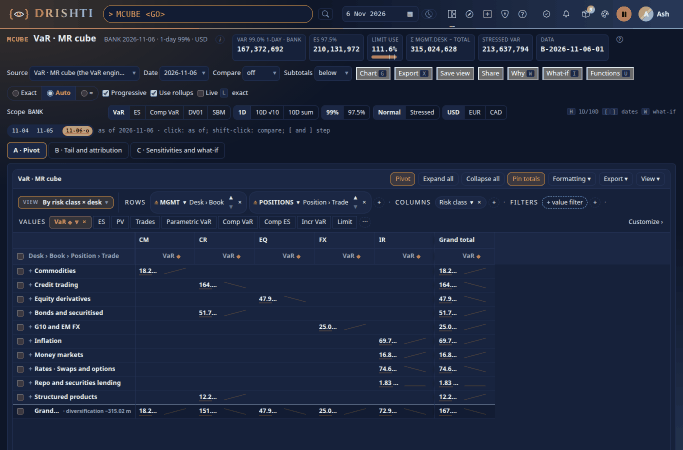 DRISHTI
> MCUBE <GO>
6 Nov 2026
A Ash
MCUBE VaR · MR cube BANK 2026-11-06 · 1-day 99% · USD
VAR 99.0% 1-DAY · BANK
167,372,692
ES 97.5%
210,131,972
LIMIT USE
111.6%
Σ MGMT.DESK − TOTAL
315,024,628
STRESSED VAR
213,637,794
DATA
B-2026-11-06-01
Source VaR · MR cube (the VaR engin... Date 2026-11-06 Compare off Subtotals below Chart G Export X Save view Share Why What-if Functions
Exact Auto = Progressive Use rollups Live L exact
Scope BANK VaR ES Comp VaR DV01 SBM 1D 10D √10 10D scale 99% 97.5% Normal Stressed USD EUR CAD 1D/10D [ ] dates what-if
11-04 11-05 11-06·o as of 2026-11-06 · click: as of; shift-click: compare; [ and ] step
A · Pivot B · Tail and attribution C · Sensitivities and what-if
VaR · MR cube Pivot Expand all Collapse all Pin totals Formatting ▾ Export ▾ View ▾
VIEW By risk class × desk ▾ ROWS MGMT ▾ Desk › Book × POSITIONS ▾ Position › Trade × + COLUMNS Risk class ▾ × + FILTERS + value filter +
VALUES VaR ◆ ▾ × ES PV Trades Parametric VaR Comp VaR Comp ES Incr VaR Limit ··· Customize ›
CM CR EQ FX IR Grand total
Desk › Book › Position › Trade VaR ◆ VaR ◆ VaR ◆ VaR ◆ VaR ◆ VaR ◆
+ Commodities 18.2... 18.2...
+ Credit trading 164.... 164....
+ Equity derivatives 47.9... 47.9...
+ Bonds and securitised 51.7... 51.7...
+ G10 and EM FX 25.0... 25.0...
+ Inflation 69.7... 69.7...
+ Money markets 16.8... 16.8...
+ Rates · Swaps and options 74.6... 74.6...
+ Repo and securities lending 1.83 ... 1.83 ...
+ Structured products 12.2... 12.2...
Grand... · diversification −315.02 m 18.2... 151.... 47.9... 25.0... 72.9... 167....